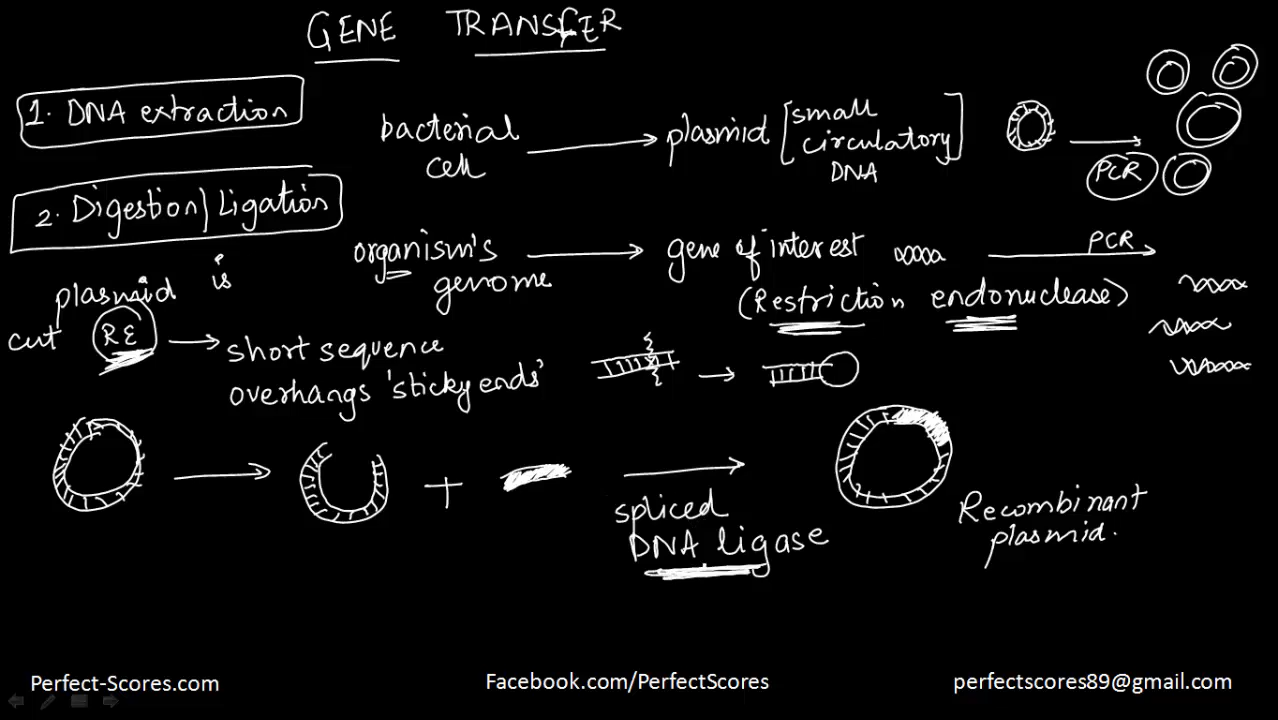 GENE TRANSFER
1. DNA extraction
bacterial cell
plasmid [small circulatory DNA]
PCR
2. Digestion/Ligation
organism's genome
gene of interest
PCR
(Restriction endonuclease)
plasmid is
cut RE
short sequence
overhangs 'sticky ends'
+
spliced
DNA ligase
Recombinant
plasmid.
Perfect-Scores.com
Facebook.com/PerfectScores
perfectscores89@gmail.com